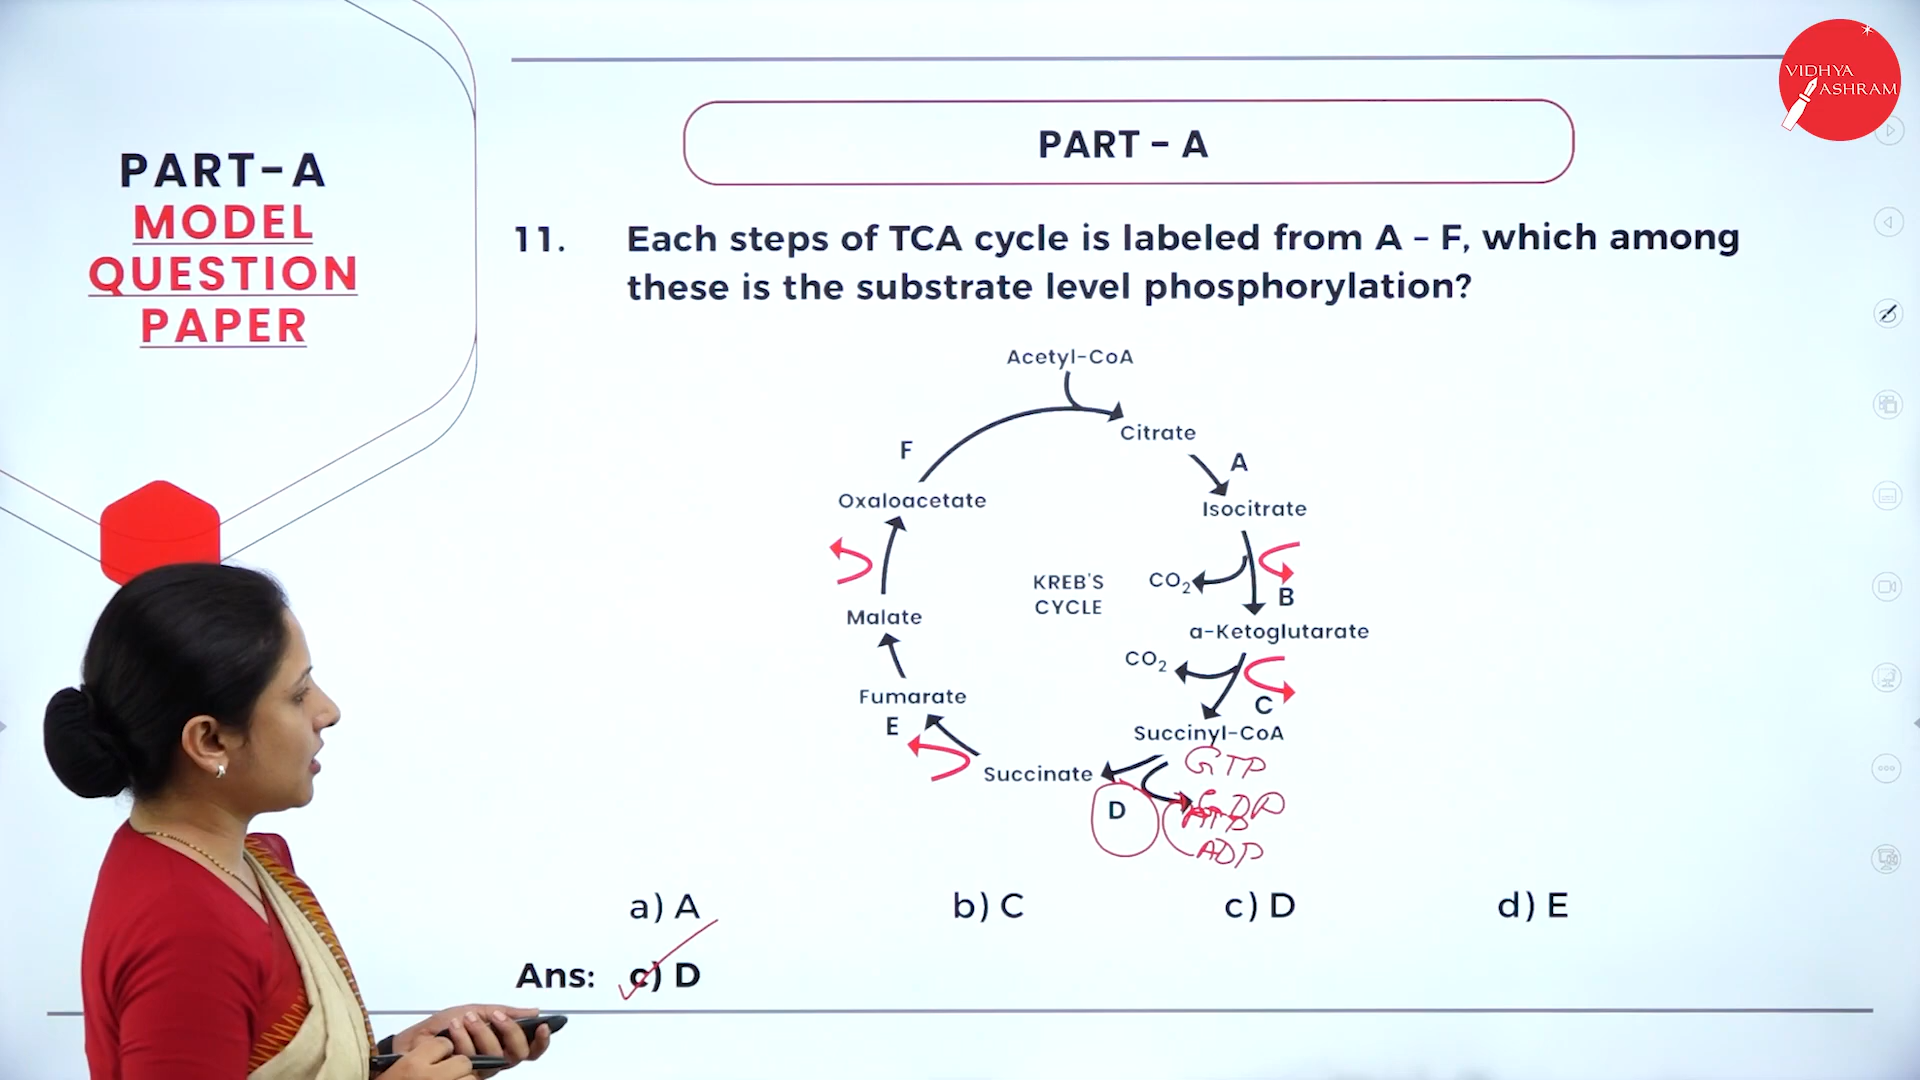 VIDHYA
ASHRAM
PART-A
MODEL
QUESTION
PAPER
PART - A
11. Each steps of TCA cycle is labeled from A – F, which among
these is the substrate level phosphorylation?
Acetyl-CoA
Citrate
F
A
Oxaloacetate
Isocitrate
KREB'S
CYCLE
CO2
B
Malate
α-Ketoglutarate
CO2
Fumarate
E
C
Succinyl-CoA
GTP
Succinate
D
GDP
ATP
ADP
a) A b) C c) D d) E
Ans: c) D